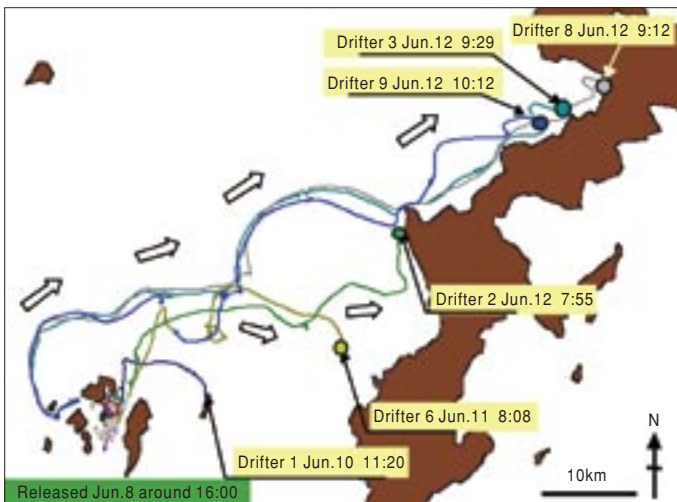 Drifter 8 Jun.12 9:12
Drifter 3 Jun.12 9:29
Drifter 9 Jun.12 10:12
Drifter 2 Jun.12 7:55
Drifter 6 Jun.11 8:08
Drifter 1 Jun.10 11:20
N
10km
Released Jun.8 around 16:00